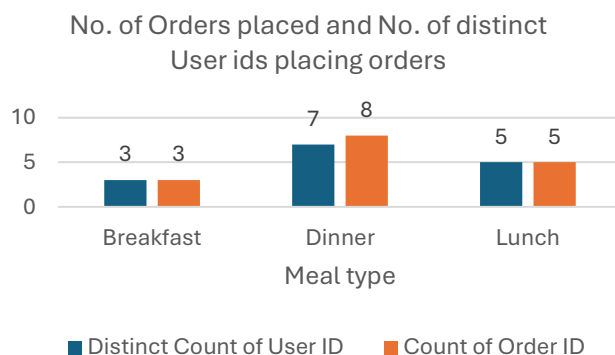 No. of Orders placed and No. of distinct
User ids placing orders
10
5
0
3
3
7
8
5
5
Breakfast
Dinner
Lunch
Meal type
Distinct Count of User ID
Count of Order ID